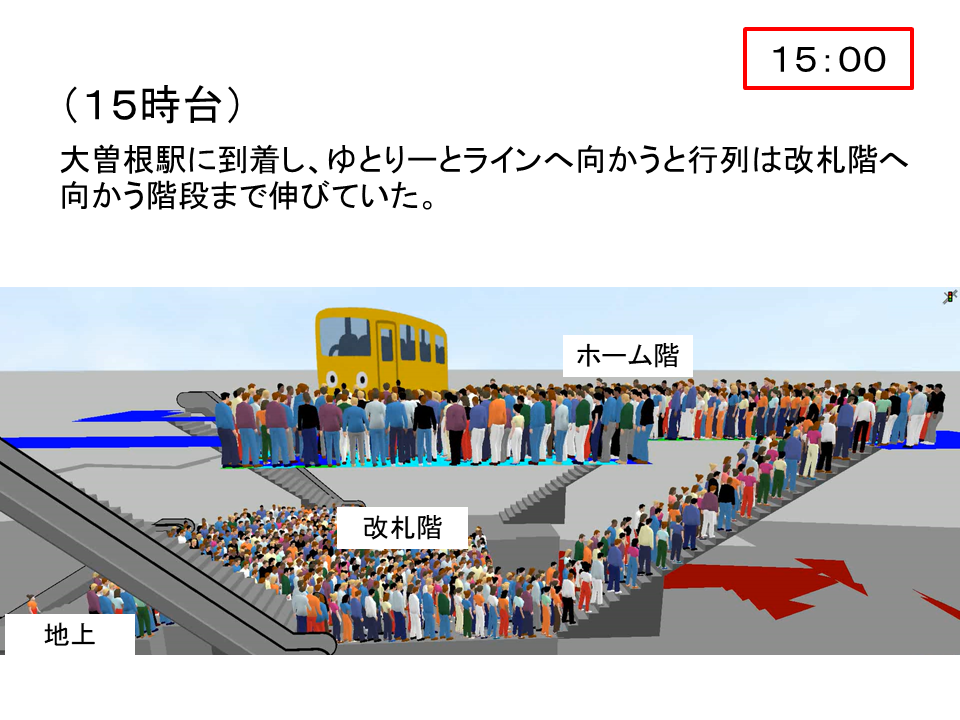 １５：００
（１５時台）
大曽根駅に到着し、ゆとりーとラインへ向かうと行列は改札階へ
向かう階段まで伸びていた。
ホーム階
改札階
地上